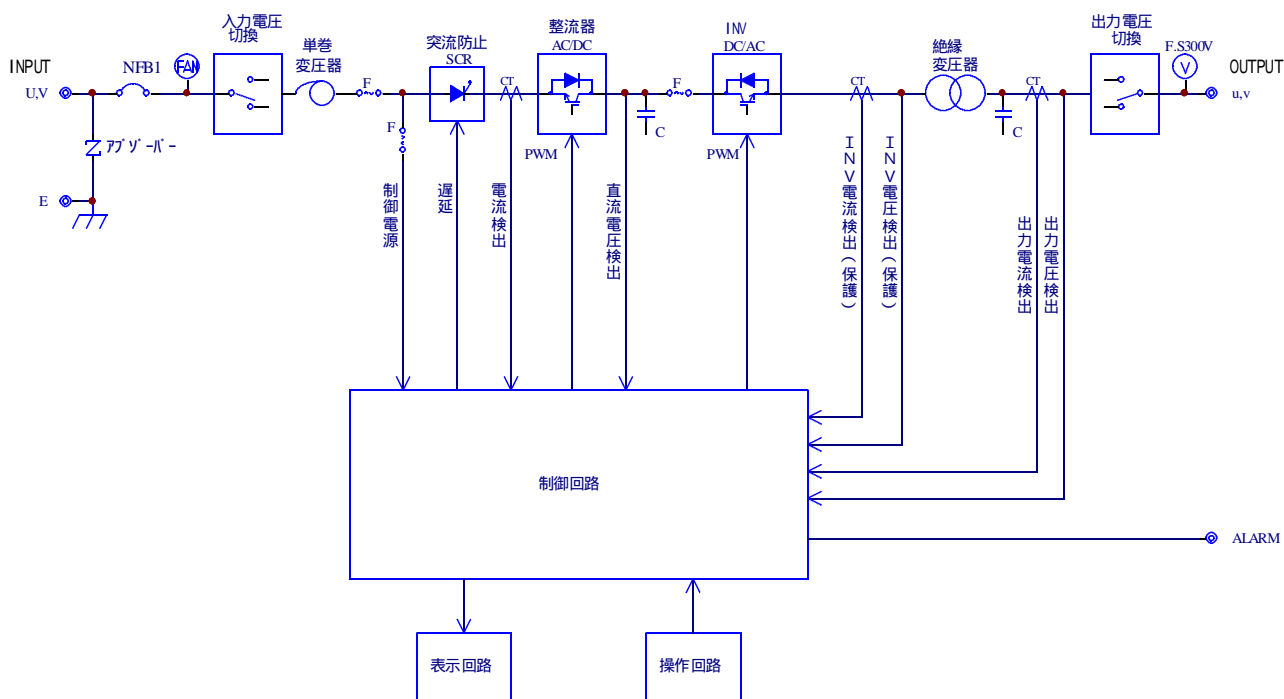 入力電圧
切換
単巻
変圧器
突流防止
SCR
整流器
AC/DC
INV
DC/AC
絶縁
変圧器
出力電圧
切換
F.S300V
INPUT
NFB1
FAN
F
CT
F
CT
CT
V
OUTPUT
U,V
u,v
F
C
C
アブソーバー
PWM
PWM
E
制御電源
遅延
電流検出
直流電圧検出
INV電流検出(保護)
INV電圧検出(保護)
出力電流検出
出力電圧検出
制御回路
ALARM
表示回路
操作回路